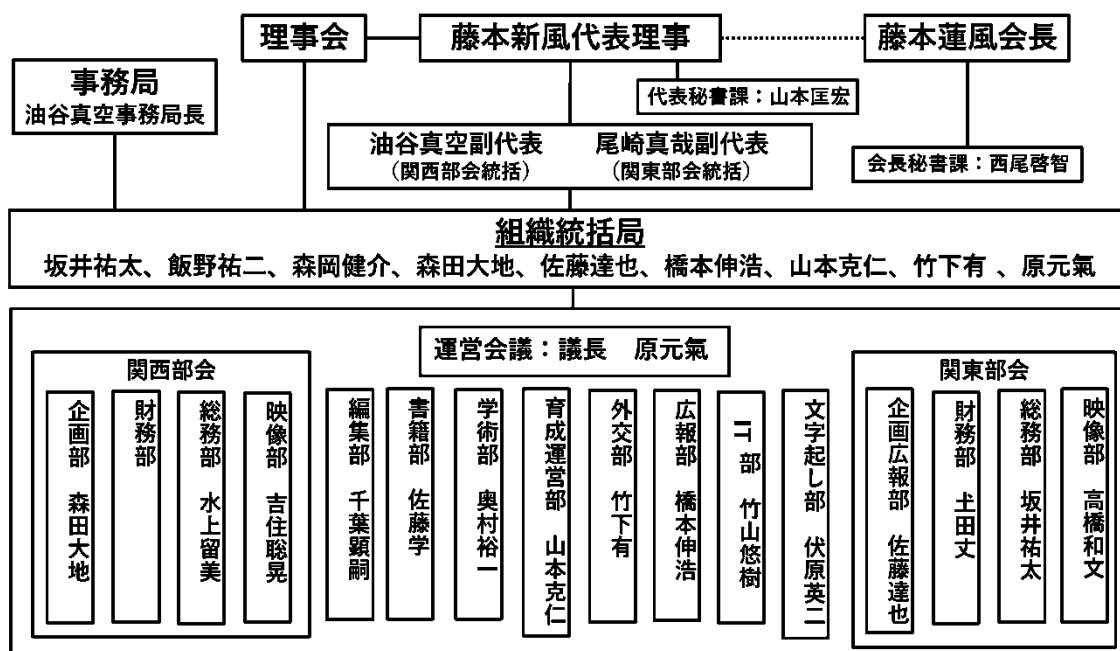 理事会
藤本新風代表理事
藤本蓮風会長
事務局
油谷真空事務局長
代表秘書課：山本匡宏
油谷真空副代表
（関西部会統括）
尾崎真哉副代表
（関東部会統括）
会長秘書課：西尾啓智
組織統括局
坂井祐太、飯野祐二、森岡健介、森田大地、佐藤達也、橋本伸浩、山本克仁、竹下有 、原元氣
運営会議：議長　原元氣
関西部会
企画部　森田大地
財務部
総務部　水上留美
映像部　吉住聡晃
編集部　千葉顕嗣
書籍部　佐藤学
学術部　奥村裕一
育成運営部　山本克仁
外交部　竹下有
広報部　橋本伸浩
IT 部　竹山悠樹
文字起し部　伏原英二
関東部会
企画広報部　佐藤達也
財務部　𡈽田丈
総務部　坂井祐太
映像部　高橋和文